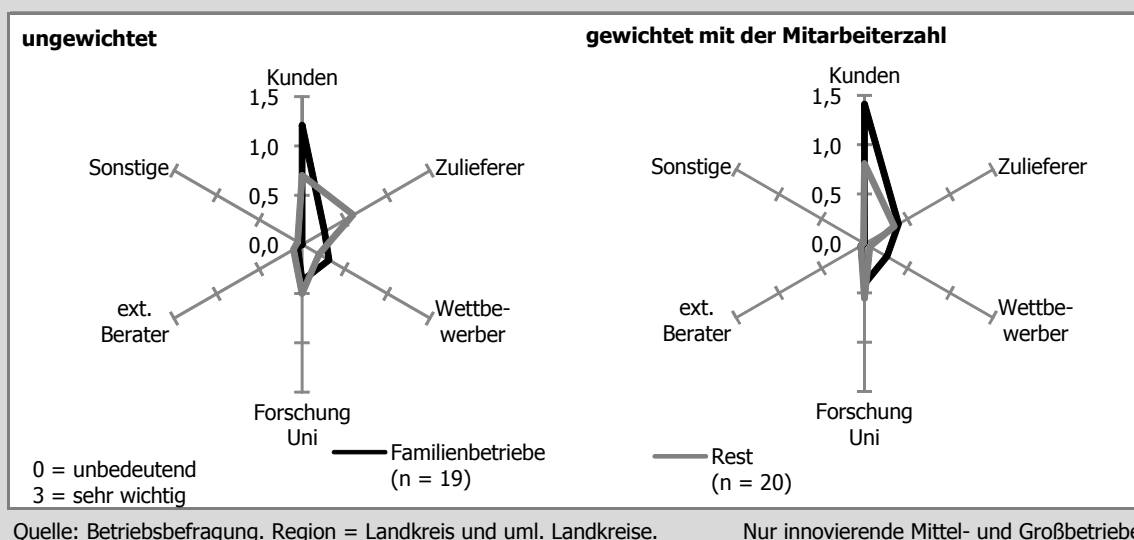 ungewichtet
gewichtet mit der Mitarbeiterzahl
Kunden
1,5
1,0
0,5
0,0
Sonstige
Zulieferer
ext.
Berater
Wettbe-
werber
Forschung
Uni
Kunden
1,5
1,0
0,5
0,0
Sonstige
Zulieferer
ext.
Berater
Wettbe-
werber
Forschung
Uni
0 = unbedeutend
3 = sehr wichtig
Familienbetriebe
(n = 19)
Rest
(n = 20)
Quelle: Betriebsbefragung. Region = Landkreis und uml. Landkreise. Nur innovierende Mittel- und Großbetriebe